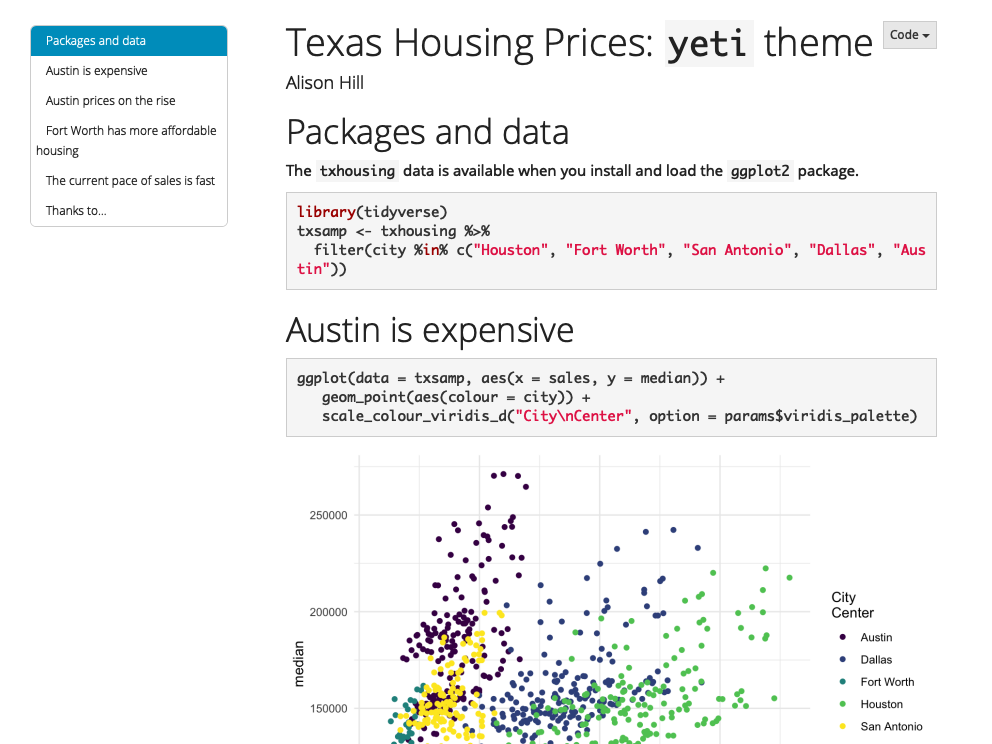 Packages and data
Austin is expensive
Austin prices on the rise
Fort Worth has more affordable
housing
The current pace of sales is fast
Thanks to...
Texas Housing Prices: yeti theme
Code
Alison Hill
Packages and data
The txhousing data is available when you install and load the ggplot2 package.
library(tidyverse)
txsamp <- txhousing %>%
  filter(city %in% c("Houston", "Fort Worth", "San Antonio", "Dallas", "Aus
tin"))
Austin is expensive
ggplot(data = txsamp, aes(x = sales, y = median)) +
   geom_point(aes(colour = city)) +
   scale_colour_viridis_d("City\nCenter", option = params$viridis_palette)
250000
200000
150000
median
City
Center
Austin
Dallas
Fort Worth
Houston
San Antonio